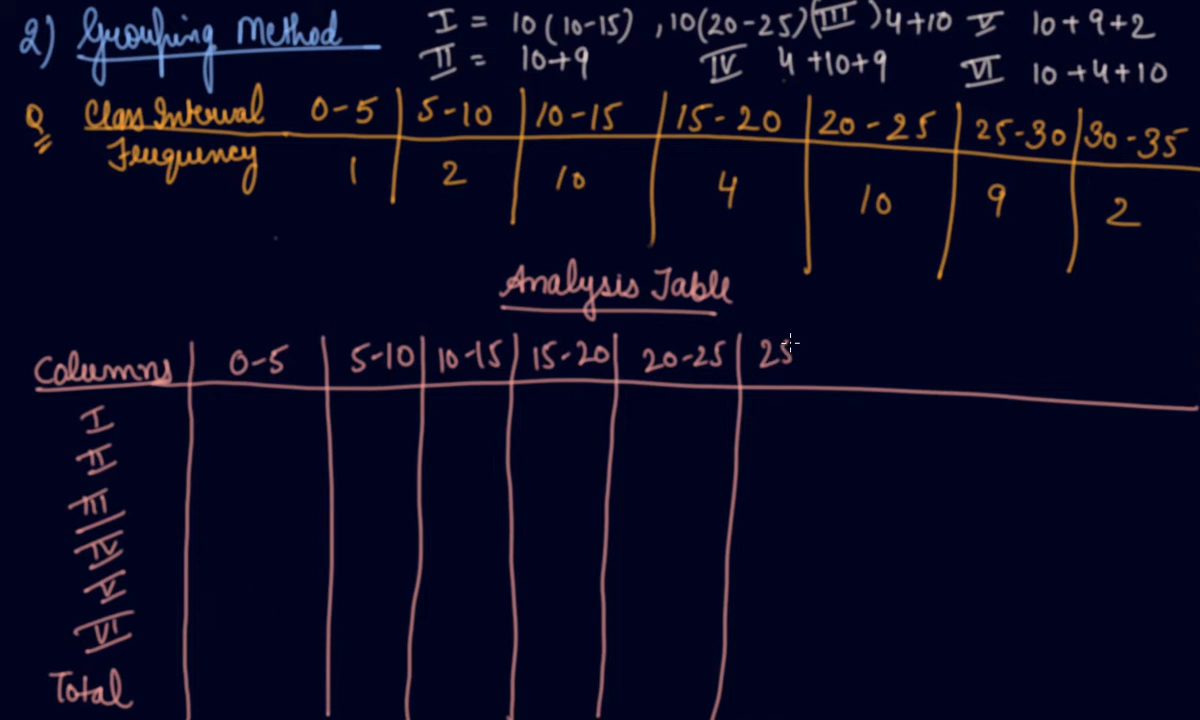 2) Grouping Method I = 10(10-15) , 10(20-25) (III) 4+10 V 10+9+2
II = 10+9 IV 4+10+9 VI 10+4+10
Q Class Interval 0-5 5-10 10-15 15-20 20-25 25-30 30-35
Frequency 1 2 10 4 10 9 2
Analysis Table
Columns 0-5 5-10 10-15 15-20 20-25 25
I
II
III
IV
V
VI
Total